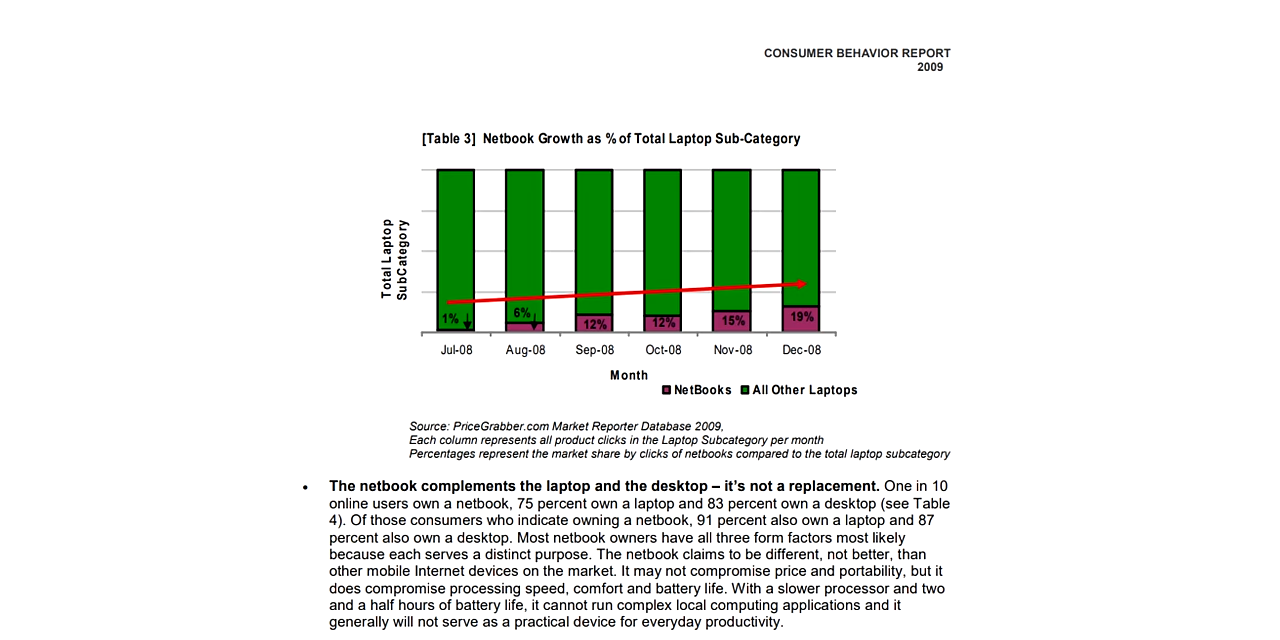 CONSUMER BEHAVIOR REPORT
2009
[Table 3] Netbook Growth as % of Total Laptop Sub-Category
Total Laptop
SubCategory
1%
6%
12%
12%
15%
19%
Jul-08
Aug-08
Sep-08
Oct-08
Nov-08
Dec-08
Month
NetBooks
All Other Laptops
Source: PriceGrabber.com Market Reporter Database 2009,
Each column represents all product clicks in the Laptop Subcategory per month
Percentages represent the market share by clicks of netbooks compared to the total laptop subcategory
• The netbook complements the laptop and the desktop – it’s not a replacement. One in 10
online users own a netbook, 75 percent own a laptop and 83 percent own a desktop (see Table
4). Of those consumers who indicate owning a netbook, 91 percent also own a laptop and 87
percent also own a desktop. Most netbook owners have all three form factors most likely
because each serves a distinct purpose. The netbook claims to be different, not better, than
other mobile Internet devices on the market. It may not compromise price and portability, but it
does compromise processing speed, comfort and battery life. With a slower processor and two
and a half hours of battery life, it cannot run complex local computing applications and it
generally will not serve as a practical device for everyday productivity.